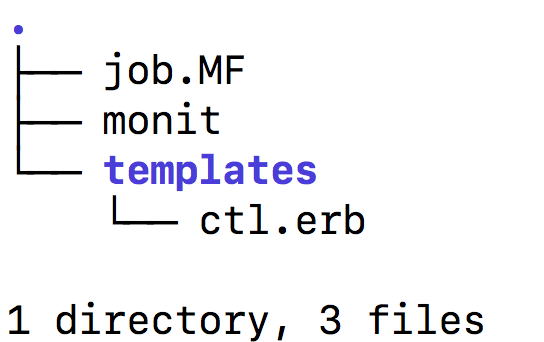 .
├── job.MF
├── monit
└── templates
    └── ctl.erb
1 directory, 3 files